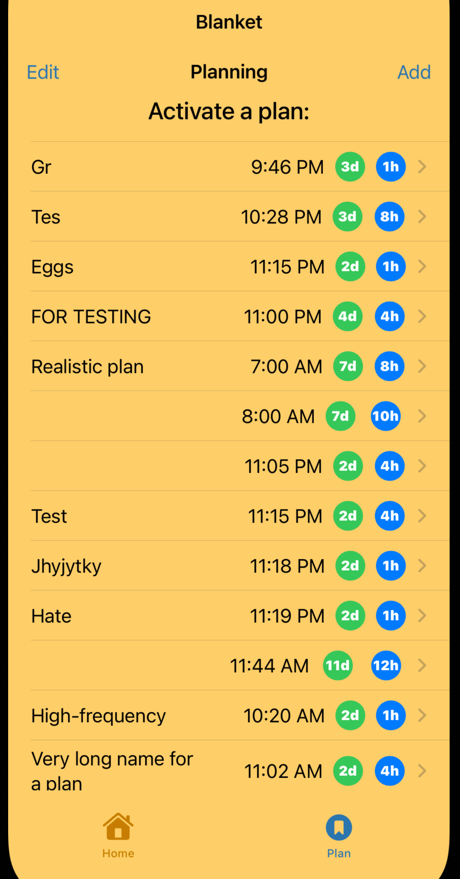 Blanket
Edit Planning Add
Activate a plan:
Gr 9:46 PM 3d 1h
Tes 10:28 PM 3d 8h
Eggs 11:15 PM 2d 1h
FOR TESTING 11:00 PM 4d 4h
Realistic plan 7:00 AM 7d 8h
8:00 AM 7d 10h
11:05 PM 2d 4h
Test 11:15 PM 2d 4h
Jhyjytky 11:18 PM 2d 1h
Hate 11:19 PM 2d 1h
11:44 AM 11d 12h
High-frequency 10:20 AM 2d 1h
Very long name for
a plan 11:02 AM 2d 4h
Home Plan